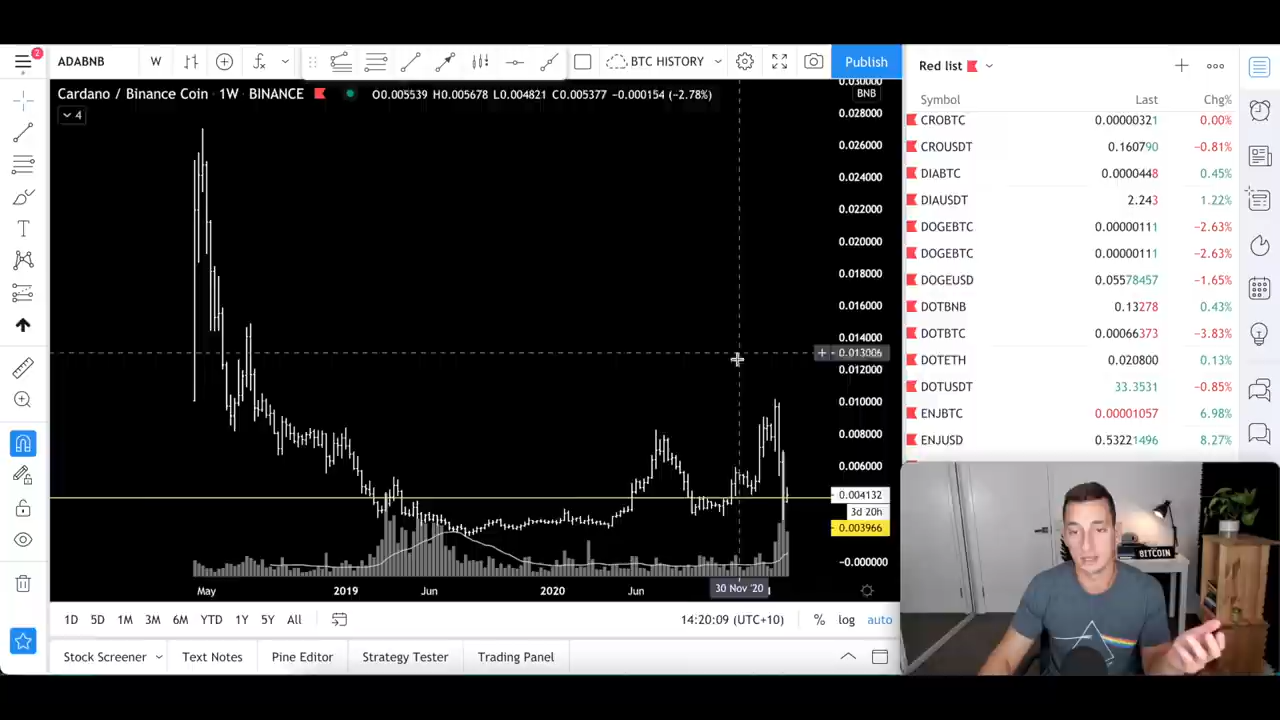 2
ADABNB
W
BTC HISTORY
Publish
Red list
Cardano / Binance Coin · 1W · BINANCE
O0.005539 H0.005678 L0.004821 C0.005377 −0.000154 (−2.78%)
4
0.030000
BNB
0.028000
0.026000
0.024000
0.022000
0.020000
0.018000
0.016000
0.014000
0.013006
0.012000
0.010000
0.008000
0.006000
0.004132
3d 20h
0.003966
−0.000000
May
2019
Jun
2020
Jun
30 Nov '20
1D 5D 1M 3M 6M YTD 1Y 5Y All
14:20:09 (UTC+10)
% log auto
Stock Screener
Text Notes
Pine Editor
Strategy Tester
Trading Panel
Symbol Last Chg%
CROBTC 0.00000321 0.00%
CROUSDT 0.160790 −0.81%
DIABTC 0.0000448 0.45%
DIAUSDT 2.243 1.22%
DOGEBTC 0.00000111 −2.63%
DOGEBTC 0.00000111 −2.63%
DOGEUSD 0.05578457 −1.65%
DOTBNB 0.13278 0.43%
DOTBTC 0.00066373 −3.83%
DOTETH 0.020800 0.13%
DOTUSDT 33.3531 −0.85%
ENJBTC 0.00001057 6.98%
ENJUSD 0.53221496 8.27%
BITCOIN